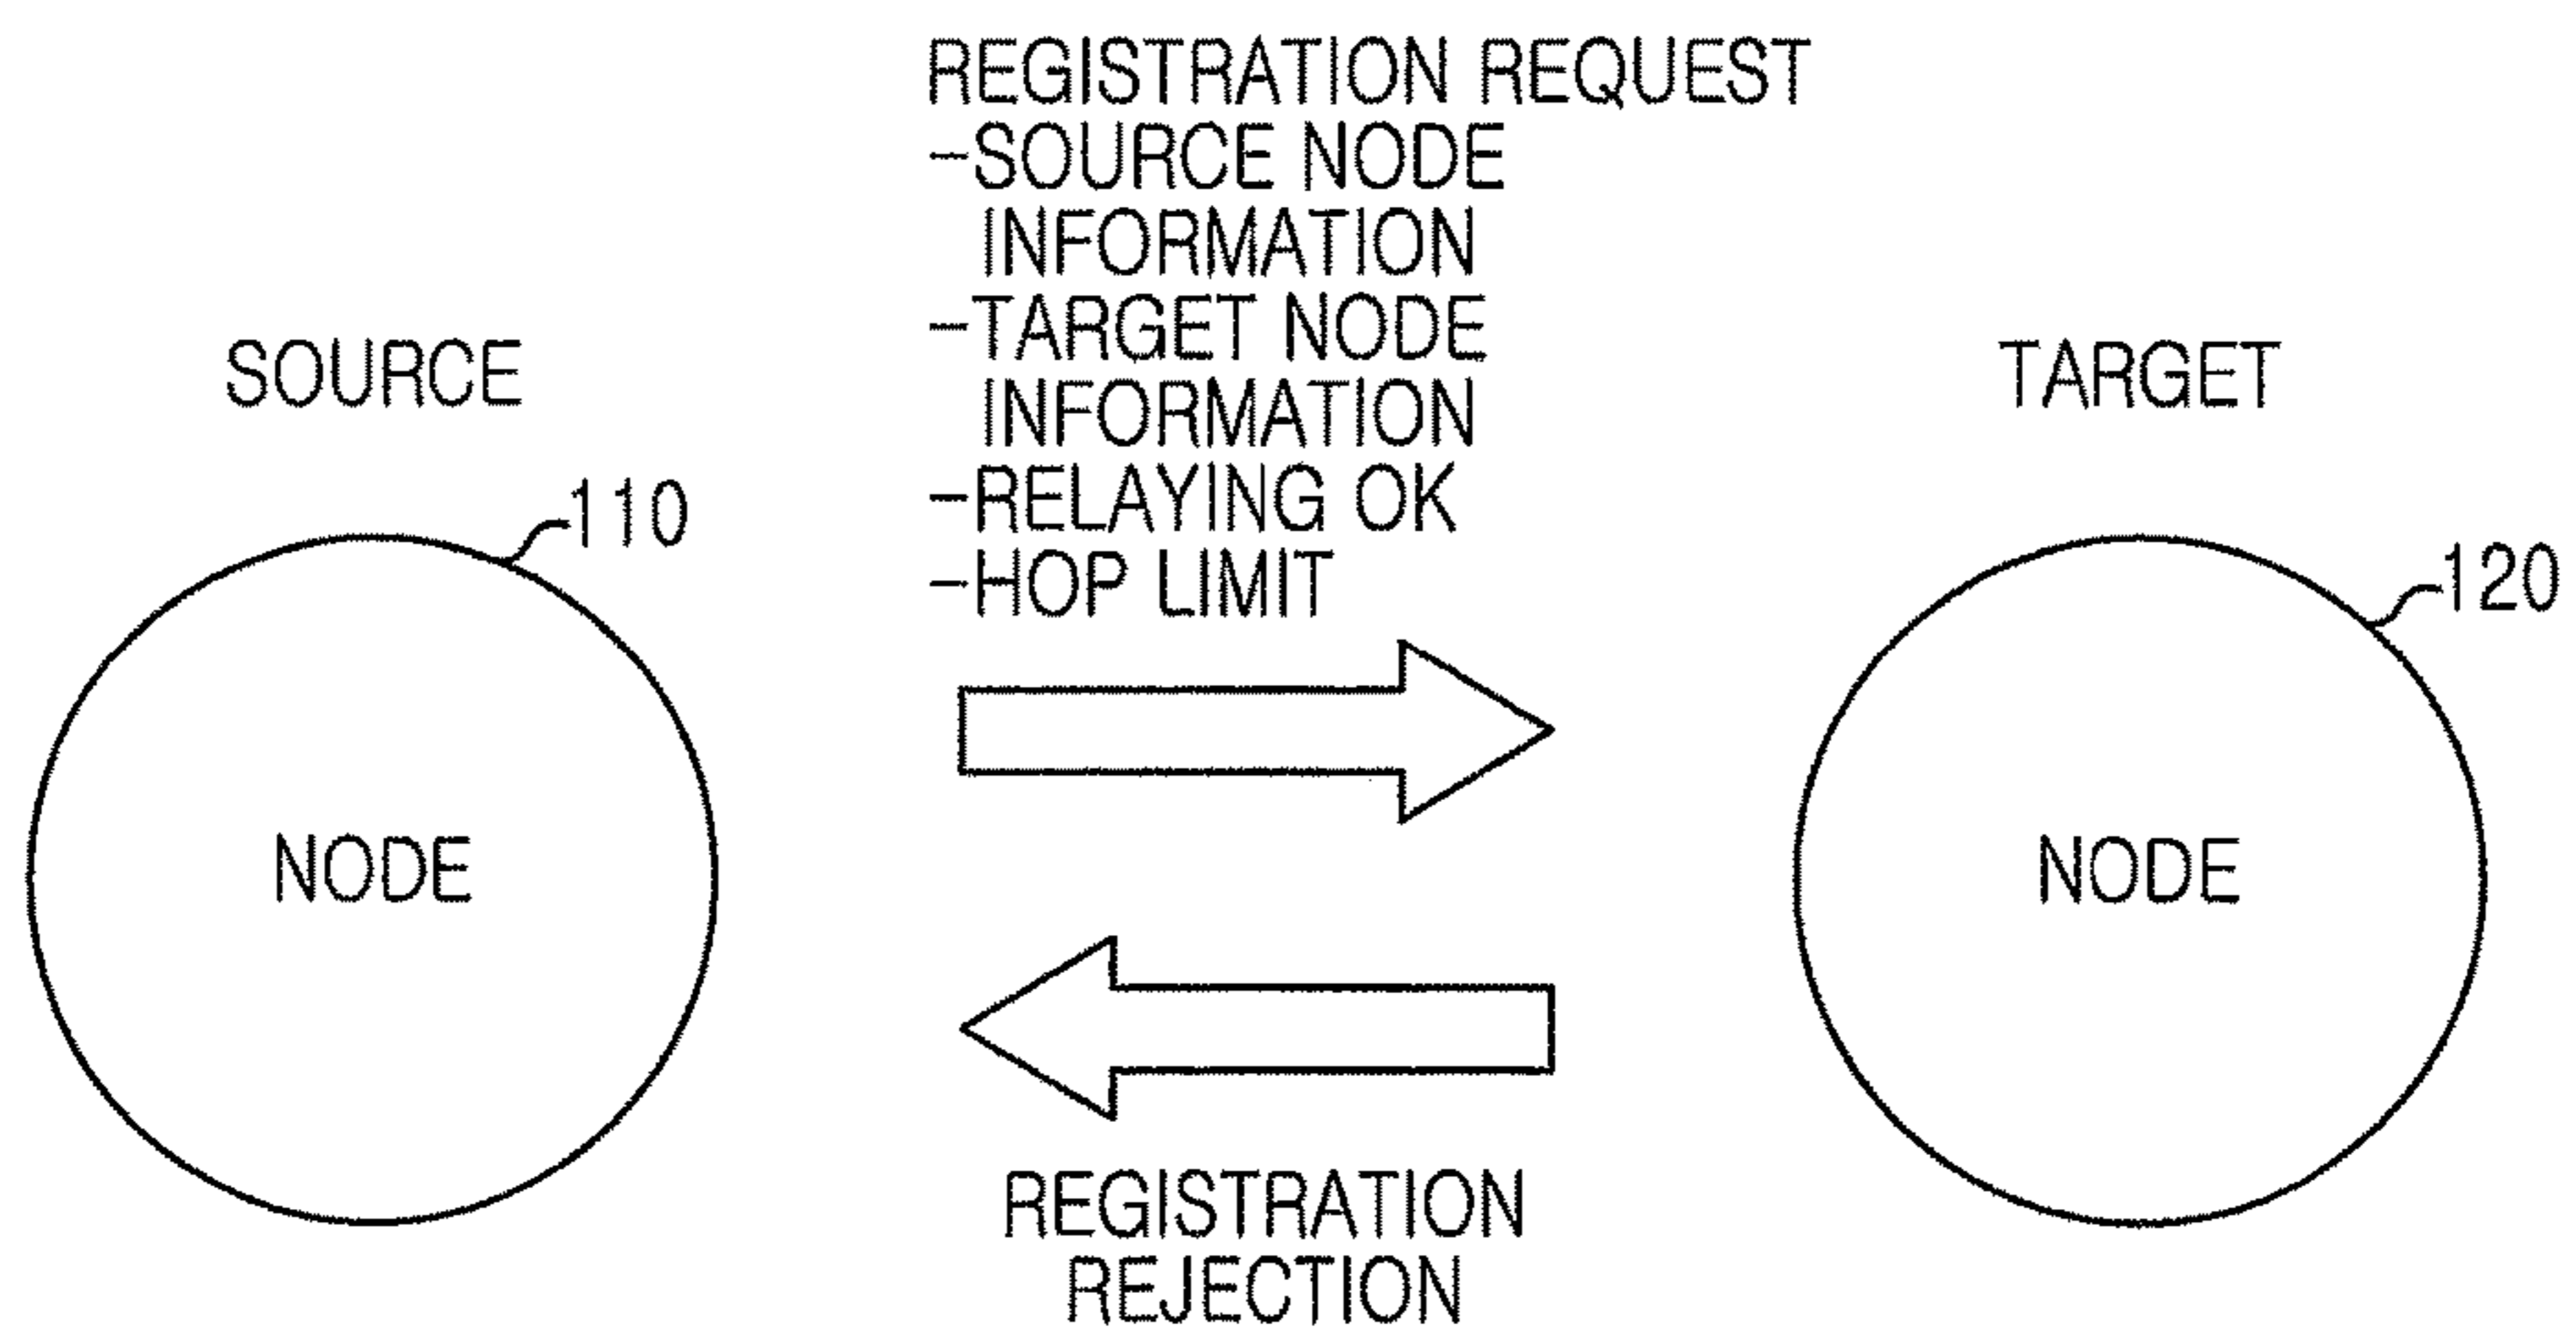 REGISTRATION REQUEST
-SOURCE NODE
INFORMATION
-TARGET NODE
INFORMATION
-RELAYING OK
-HOP LIMIT
SOURCE
110
NODE
TARGET
120
NODE
REGISTRATION
REJECTION